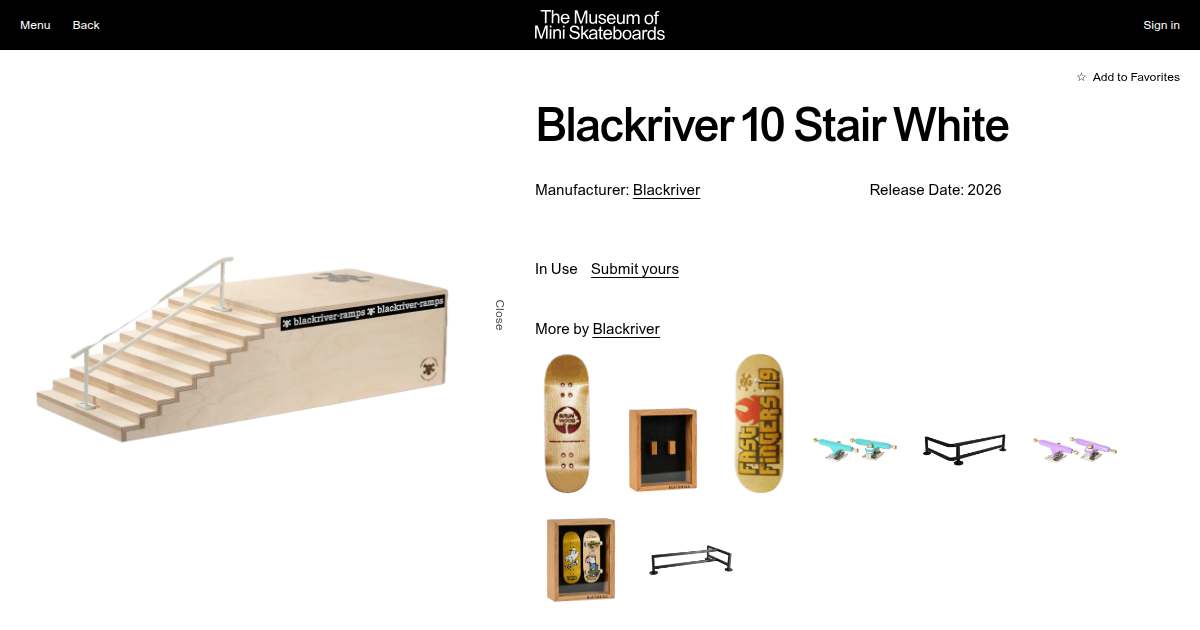 Menu
Back
The Museum of
Mini Skateboards
Sign in
☆ Add to Favorites
Blackriver 10 Stair White
Manufacturer: Blackriver
Release Date: 2026
In Use Submit yours
Close
blackriver-ramps blackriver-ramps
More by Blackriver
FAST
FINGERS 19